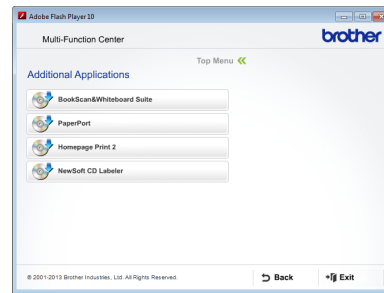 Adobe Flash Player 10
Multi-Function Center
brother
Top Menu
Additional Applications
BookScan&Whiteboard Suite
PaperPort
Homepage Print 2
NewSoft CD Labeler
© 2001-2013 Brother Industries, Ltd. All Rights Reserved.
Back
Exit